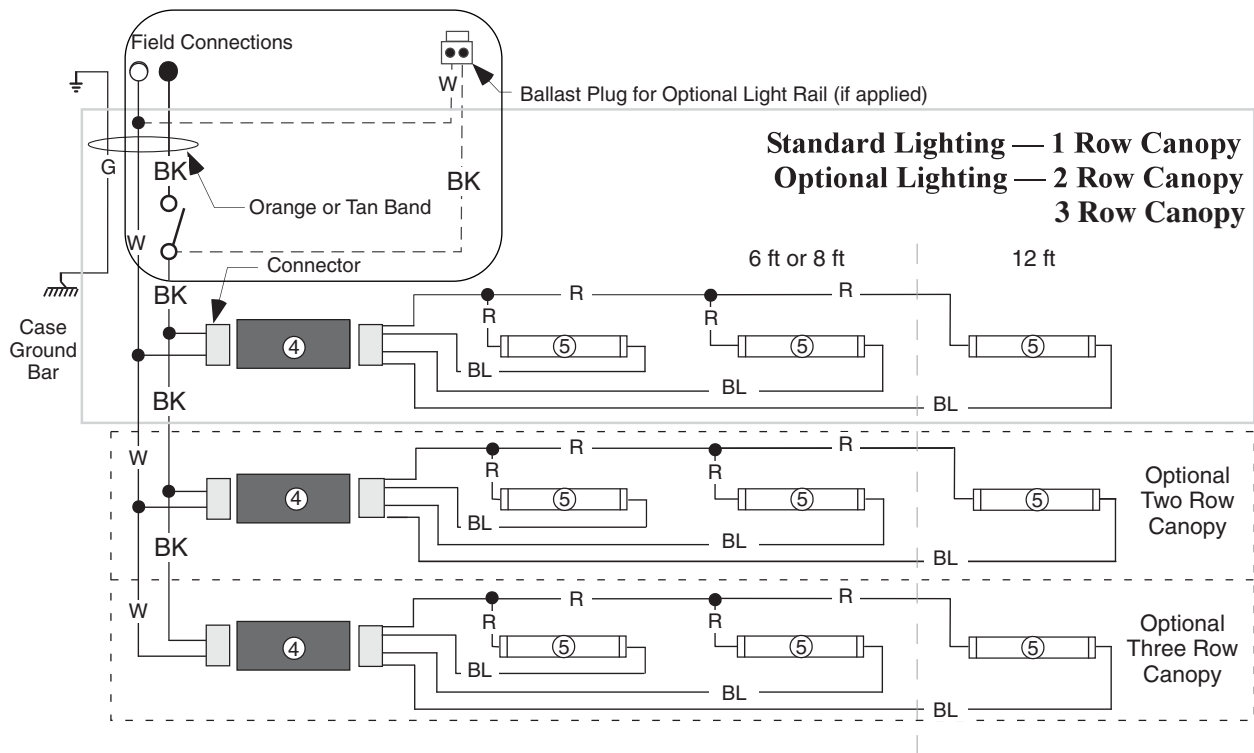 Field Connections
W
Ballast Plug for Optional Light Rail (if applied)
Standard Lighting — 1 Row Canopy
Optional Lighting — 2 Row Canopy
3 Row Canopy
G
BK
BK
Orange or Tan Band
W
Connector
6 ft or 8 ft
12 ft
BK
R
R
R
R
Case
Ground
Bar
4
5
5
5
BL
BL
BL
BK
W
R
R
R
R
4
5
5
5
BL
BL
BL
Optional
Two Row
Canopy
BK
W
R
R
R
R
4
5
5
5
BL
BL
BL
Optional
Three Row
Canopy